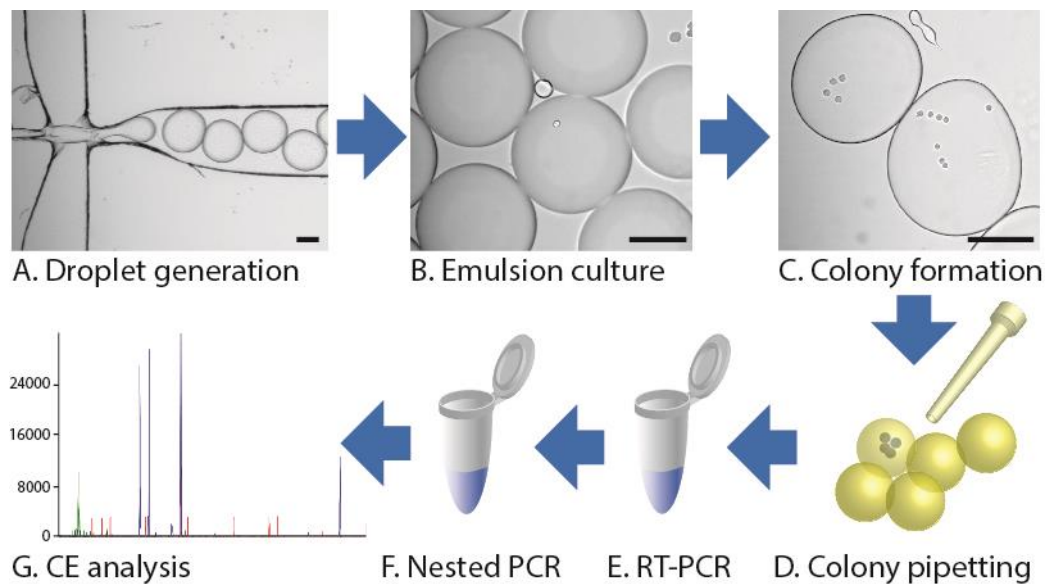 A. Droplet generation
B. Emulsion culture
C. Colony formation
24000
16000
8000
0
G. CE analysis
F. Nested PCR
E. RT-PCR
D. Colony pipetting